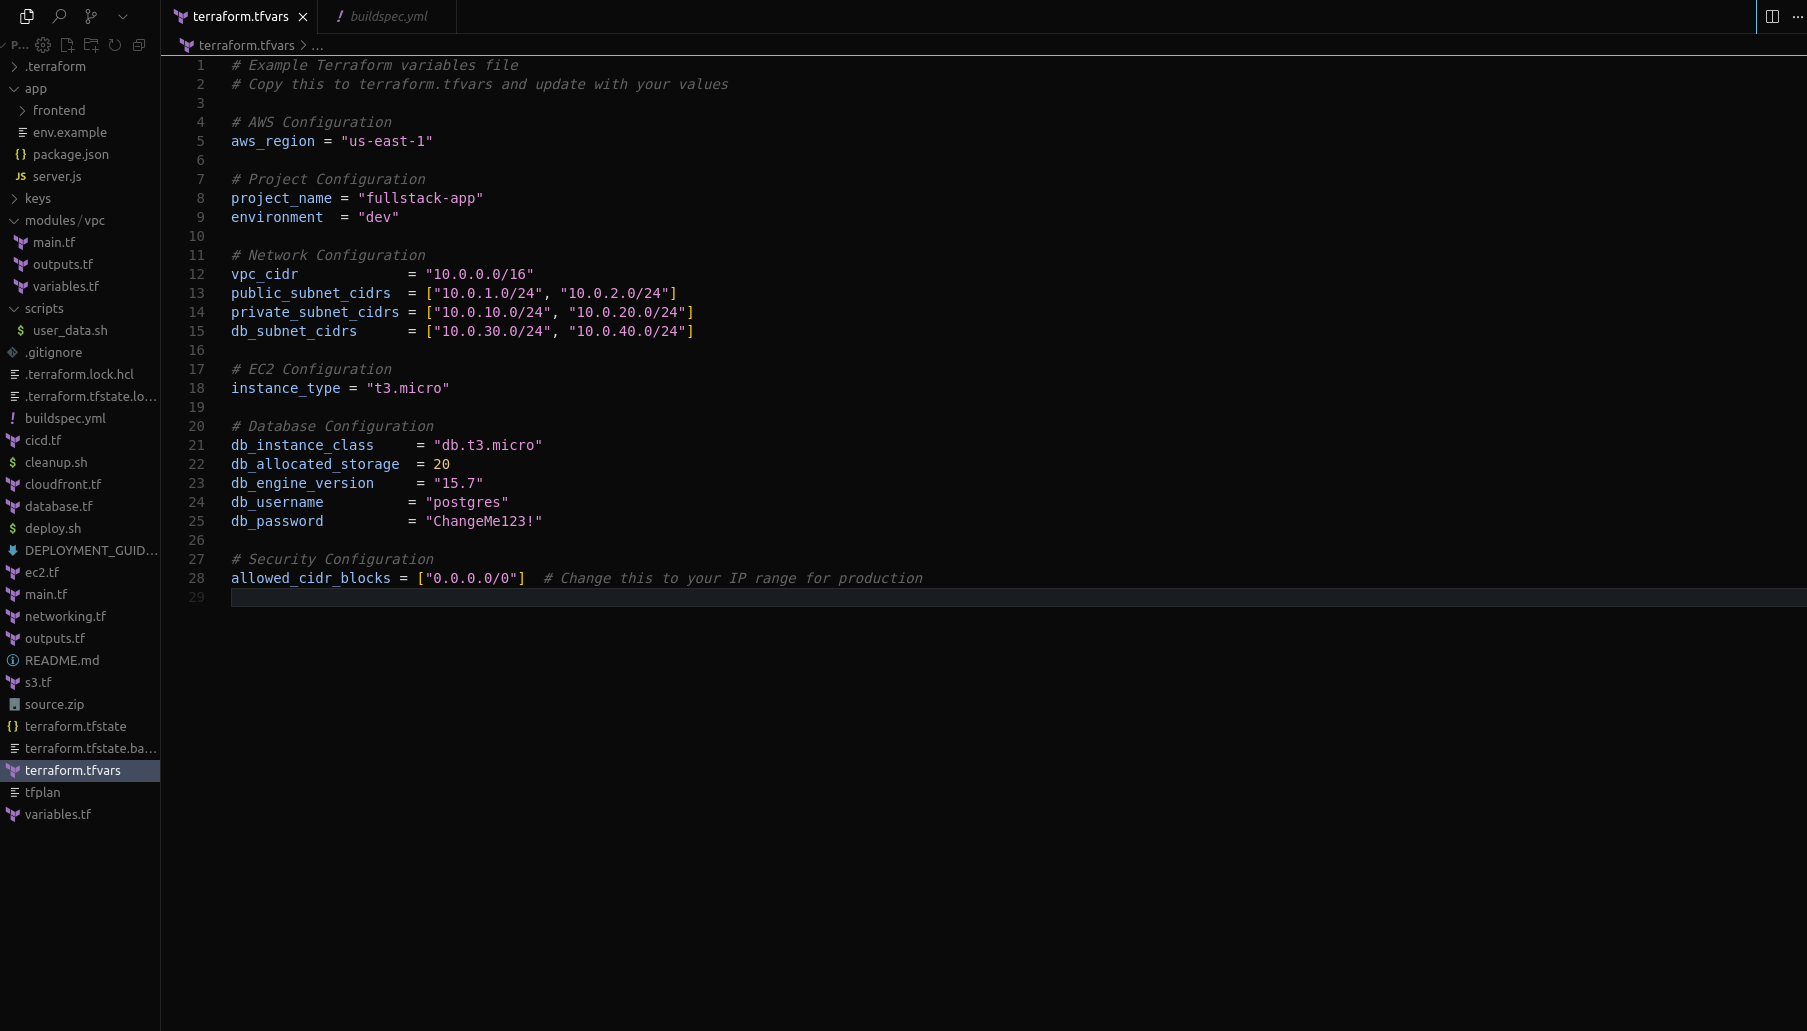 terraform.tfvars
buildspec.yml
P...
terraform.tfvars > ...
.terraform
app
frontend
env.example
package.json
JS server.js
keys
modules / vpc
main.tf
outputs.tf
variables.tf
scripts
$ user_data.sh
.gitignore
.terraform.lock.hcl
.terraform.tfstate.lo...
! buildspec.yml
cicd.tf
$ cleanup.sh
cloudfront.tf
database.tf
$ deploy.sh
DEPLOYMENT_GUID...
ec2.tf
main.tf
networking.tf
outputs.tf
README.md
s3.tf
source.zip
{} terraform.tfstate
terraform.tfstate.ba...
terraform.tfvars
tfplan
variables.tf
1 # Example Terraform variables file
2 # Copy this to terraform.tfvars and update with your values
3
4 # AWS Configuration
5 aws_region = "us-east-1"
6
7 # Project Configuration
8 project_name = "fullstack-app"
9 environment  = "dev"
10
11 # Network Configuration
12 vpc_cidr             = "10.0.0.0/16"
13 public_subnet_cidrs  = ["10.0.1.0/24", "10.0.2.0/24"]
14 private_subnet_cidrs = ["10.0.10.0/24", "10.0.20.0/24"]
15 db_subnet_cidrs      = ["10.0.30.0/24", "10.0.40.0/24"]
16
17 # EC2 Configuration
18 instance_type = "t3.micro"
19
20 # Database Configuration
21 db_instance_class     = "db.t3.micro"
22 db_allocated_storage  = 20
23 db_engine_version     = "15.7"
24 db_username          = "postgres"
25 db_password          = "ChangeMe123!"
26
27 # Security Configuration
28 allowed_cidr_blocks = ["0.0.0.0/0"]  # Change this to your IP range for production
29